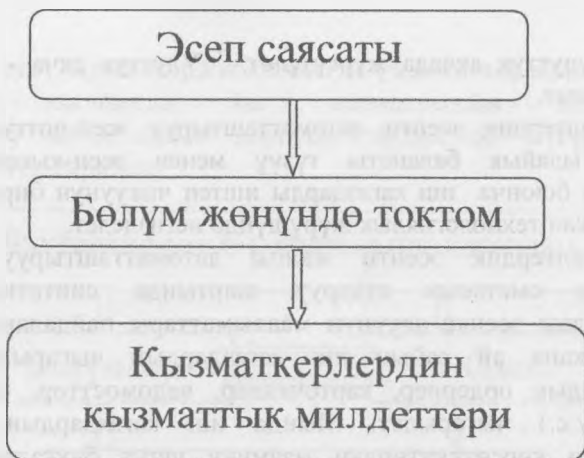 Эсеп саясаты
Бөлүм жөнүндө токтом
Кызматкерлердин
кызматтык милдеттери